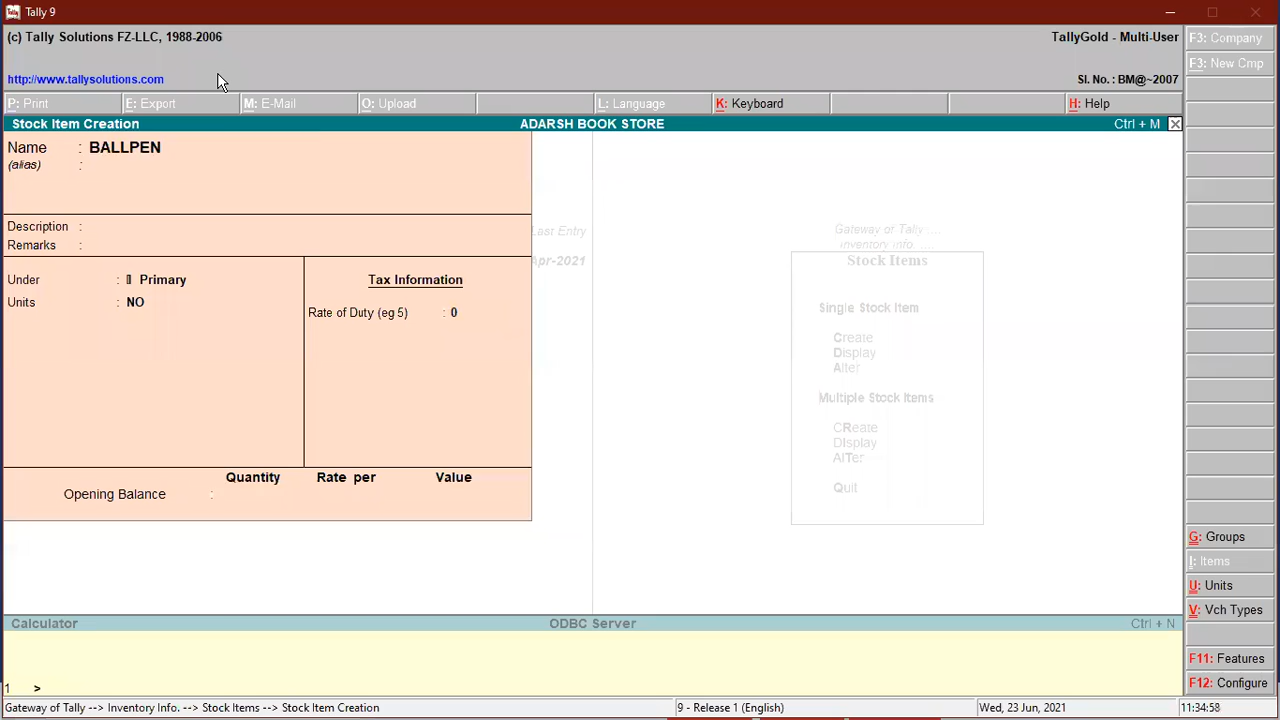 Tally 9
(c) Tally Solutions FZ-LLC, 1988-2006
TallyGold - Multi-User
http://www.tallysolutions.com
Sl. No. : BM@~2007
P: Print
E: Export
M: E-Mail
O: Upload
L: Language
K: Keyboard
H: Help
Stock Item Creation
ADARSH BOOK STORE
Ctrl + M
Name : BALLPEN
(alias) :
Description :
Remarks :
Under : Primary
Units : NO
Tax Information
Rate of Duty (eg 5) : 0
Quantity Rate per Value
Opening Balance :
Last Entry
Apr-2021
Gateway of Tally ....
Inventory Info. ....
Stock Items
Single Stock Item
Create
Display
Alter
Multiple Stock Items
CReate
DIsplay
AlTer
Quit
F3: Company
F3: New Cmp
G: Groups
I: Items
U: Units
V: Vch Types
F11: Features
F12: Configure
Calculator
ODBC Server
Ctrl + N
1 >
Gateway of Tally --> Inventory Info. --> Stock Items --> Stock Item Creation
9 - Release 1 (English)
Wed, 23 Jun, 2021
11:34:58